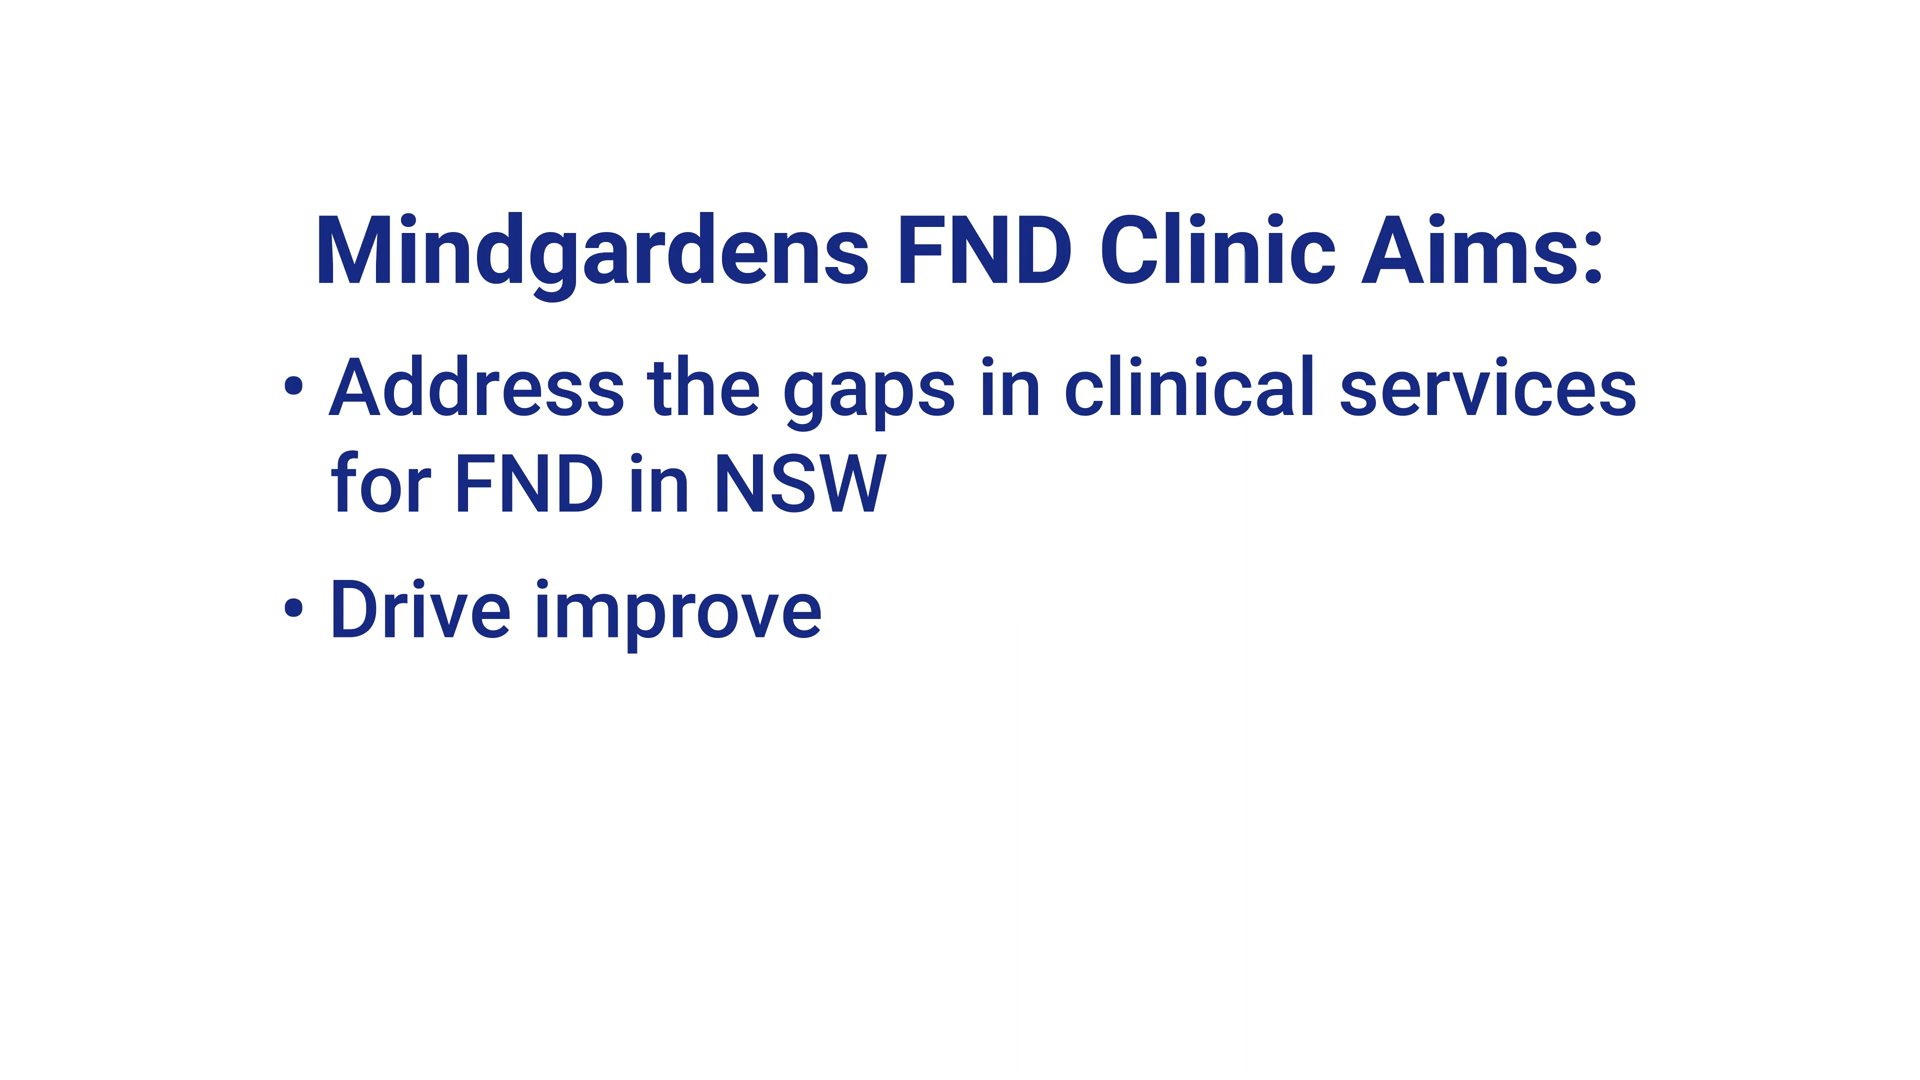 Mindgardens FND Clinic Aims:
• Address the gaps in clinical services
for FND in NSW
• Drive improve